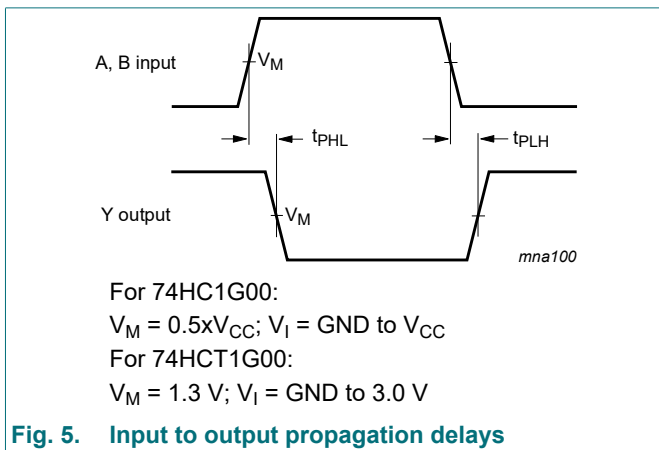 A, B input
VM
tPHL
tPLH
Y output
VM
mna100
For 74HC1G00:
VM = 0.5xVCC; VI = GND to VCC
For 74HCT1G00:
VM = 1.3 V; VI = GND to 3.0 V
Fig. 5. Input to output propagation delays